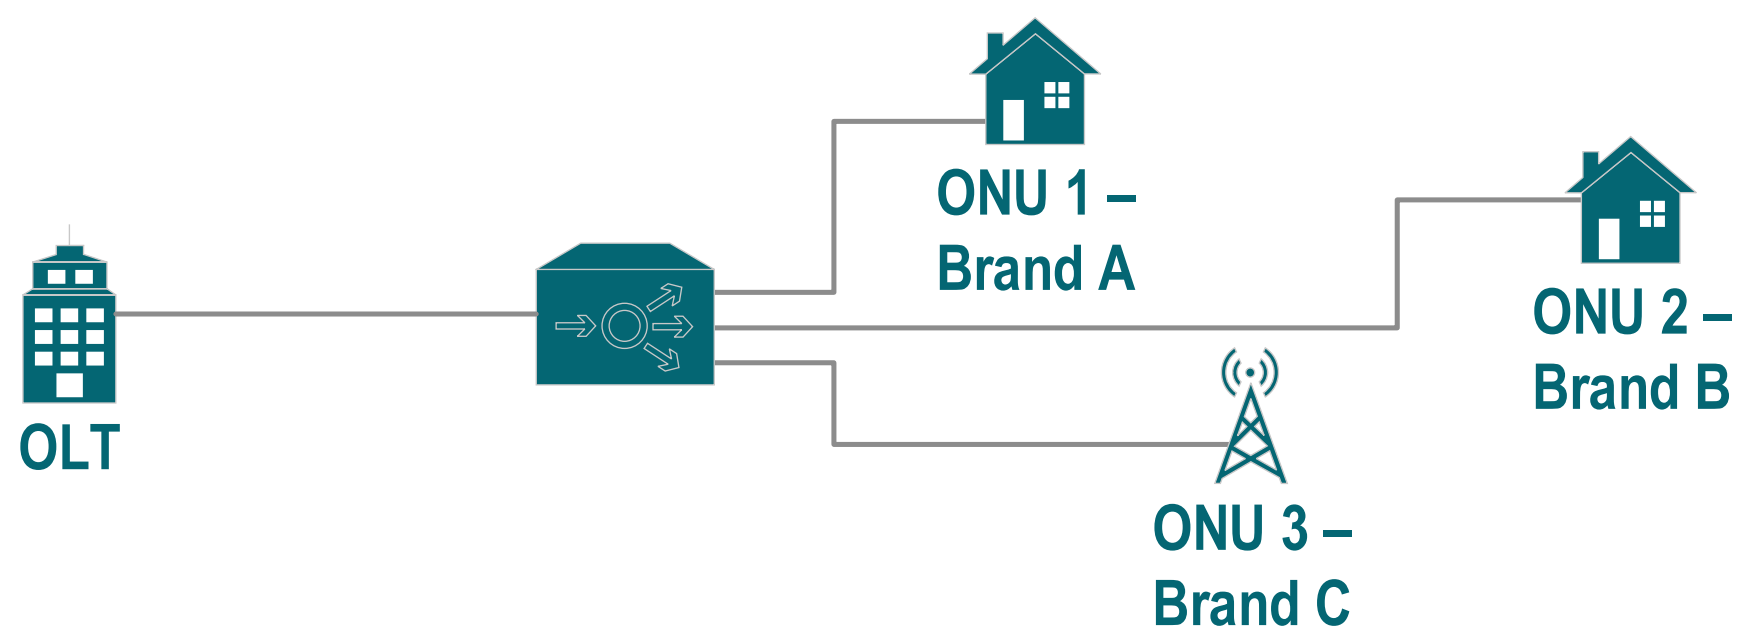 ONU 1 –
Brand A
ONU 2 –
Brand B
OLT
ONU 3 –
Brand C